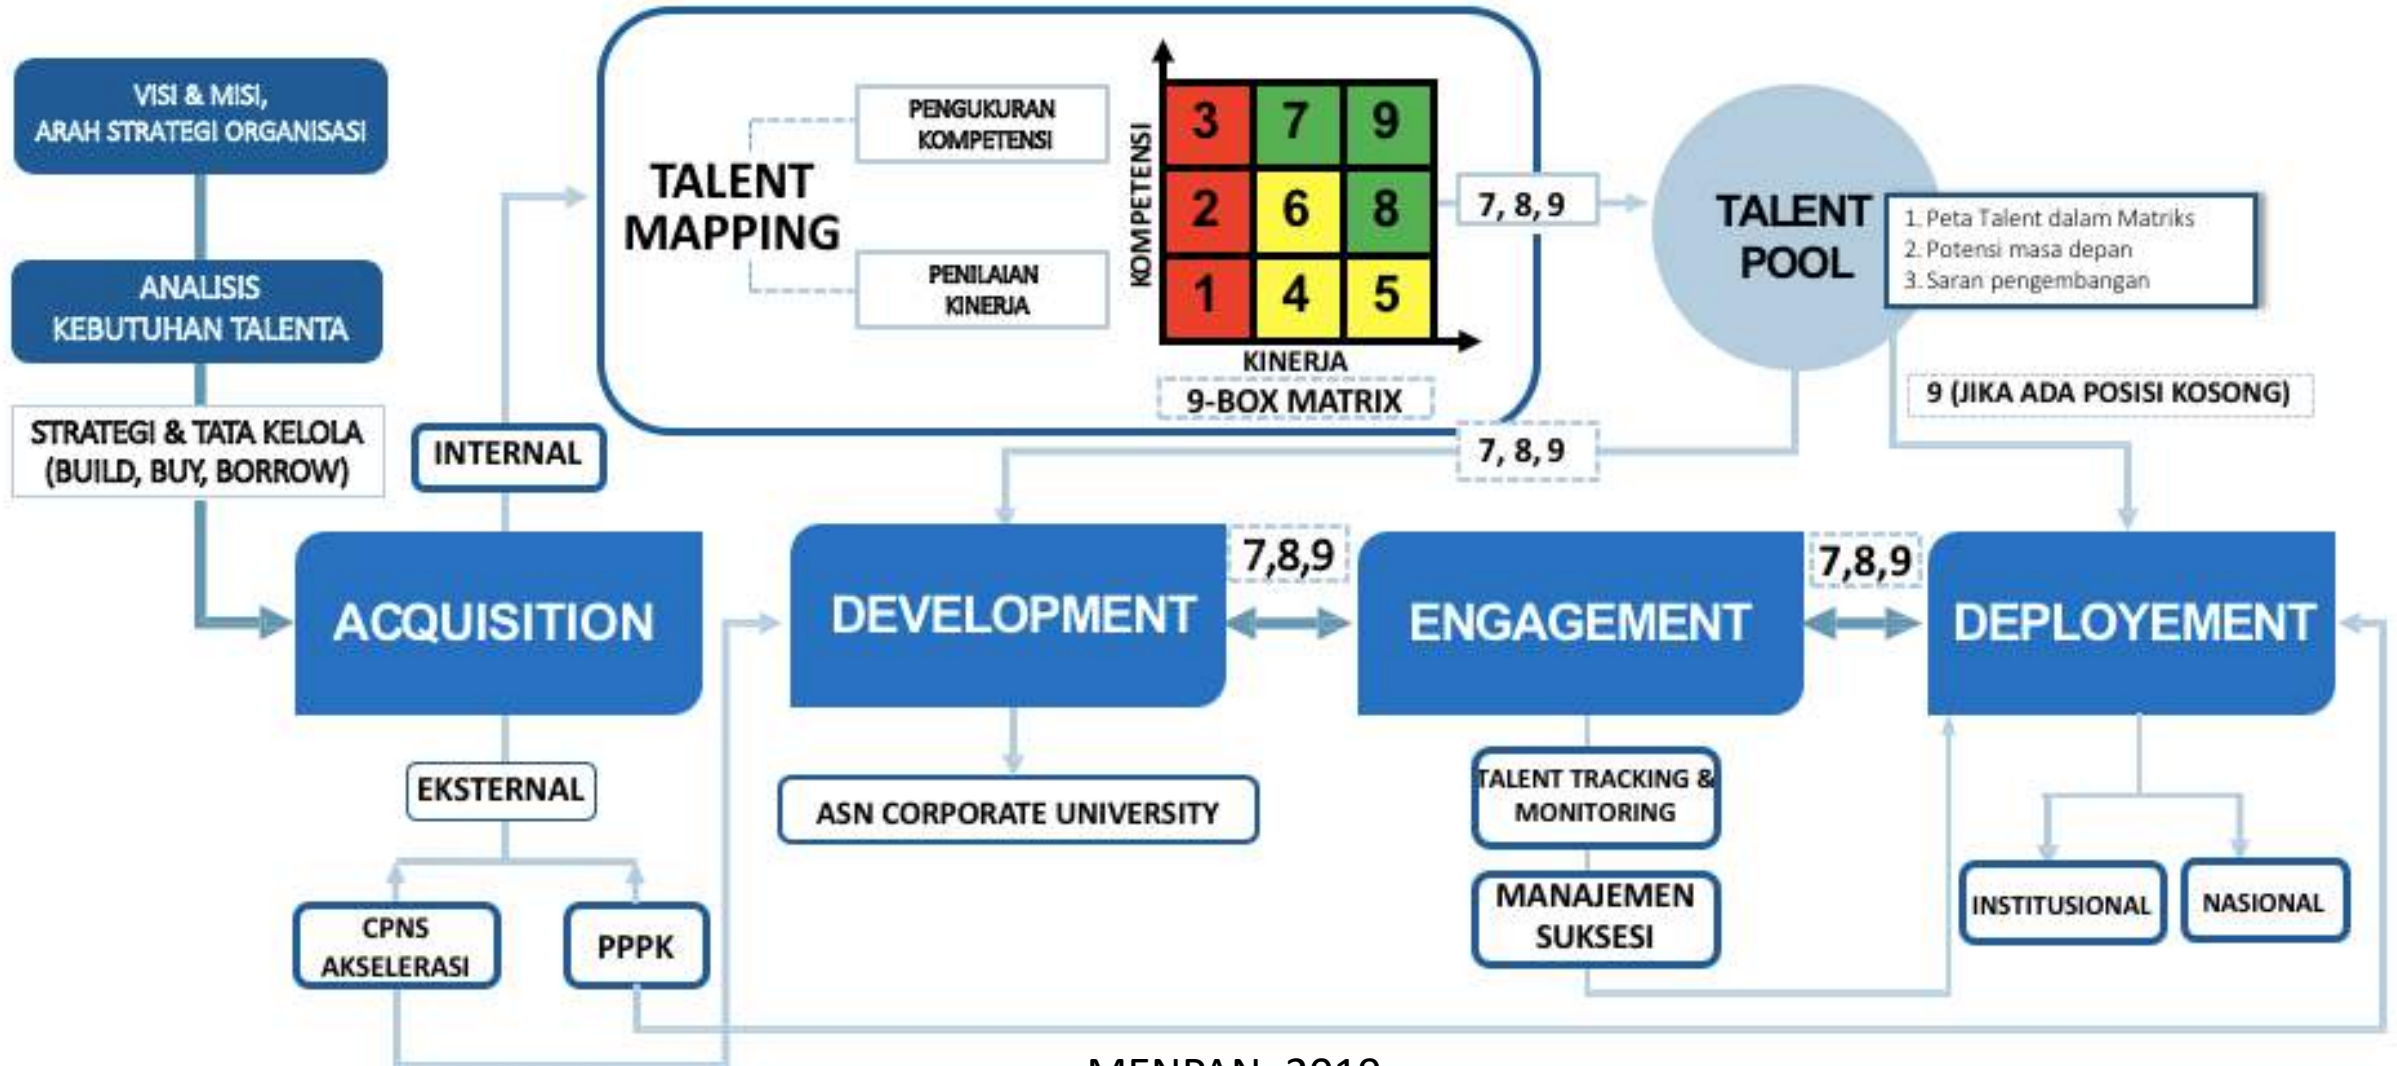 VISI & MISI,
ARAH STRATEGI ORGANISASI
ANALISIS
KEBUTUHAN TALENTA
STRATEGI & TATA KELOLA
(BUILD, BUY, BORROW)
INTERNAL
TALENT
MAPPING
PENGUKURAN
KOMPETENSI
PENILAIAN
KINERJA
KOMPETENSI
3 7 9
2 6 8
1 4 5
KINERJA
9-BOX MATRIX
7, 8, 9
TALENT
POOL
1. Peta Talent dalam Matriks
2. Potensi masa depan
3. Saran pengembangan
9 (JIKA ADA POSISI KOSONG)
7, 8, 9
ACQUISITION
DEVELOPMENT
7,8,9
ENGAGEMENT
7,8,9
DEPLOYEMENT
EKSTERNAL
CPNS
AKSELERASI
PPPK
ASN CORPORATE UNIVERSITY
TALENT TRACKING &
MONITORING
MANAJEMEN
SUKSESI
INSTITUSIONAL
NASIONAL